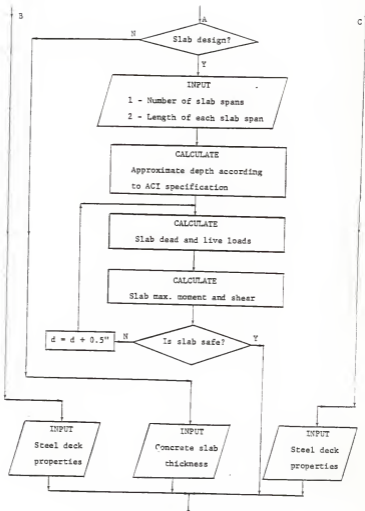 B
A
C
N
Slab design?
Y
INPUT
1 - Number of slab spans
2 - Length of each slab span
CALCULATE
Approximate depth according
to ACI specification
CALCULATE
Slab dead and live loads
CALCULATE
Slab max. moment and shear
d = d + 0.5"
N
Is slab safe?
Y
INPUT
Steel deck
properties
INPUT
Concrete slab
thickness
INPUT
Steel deck
properties